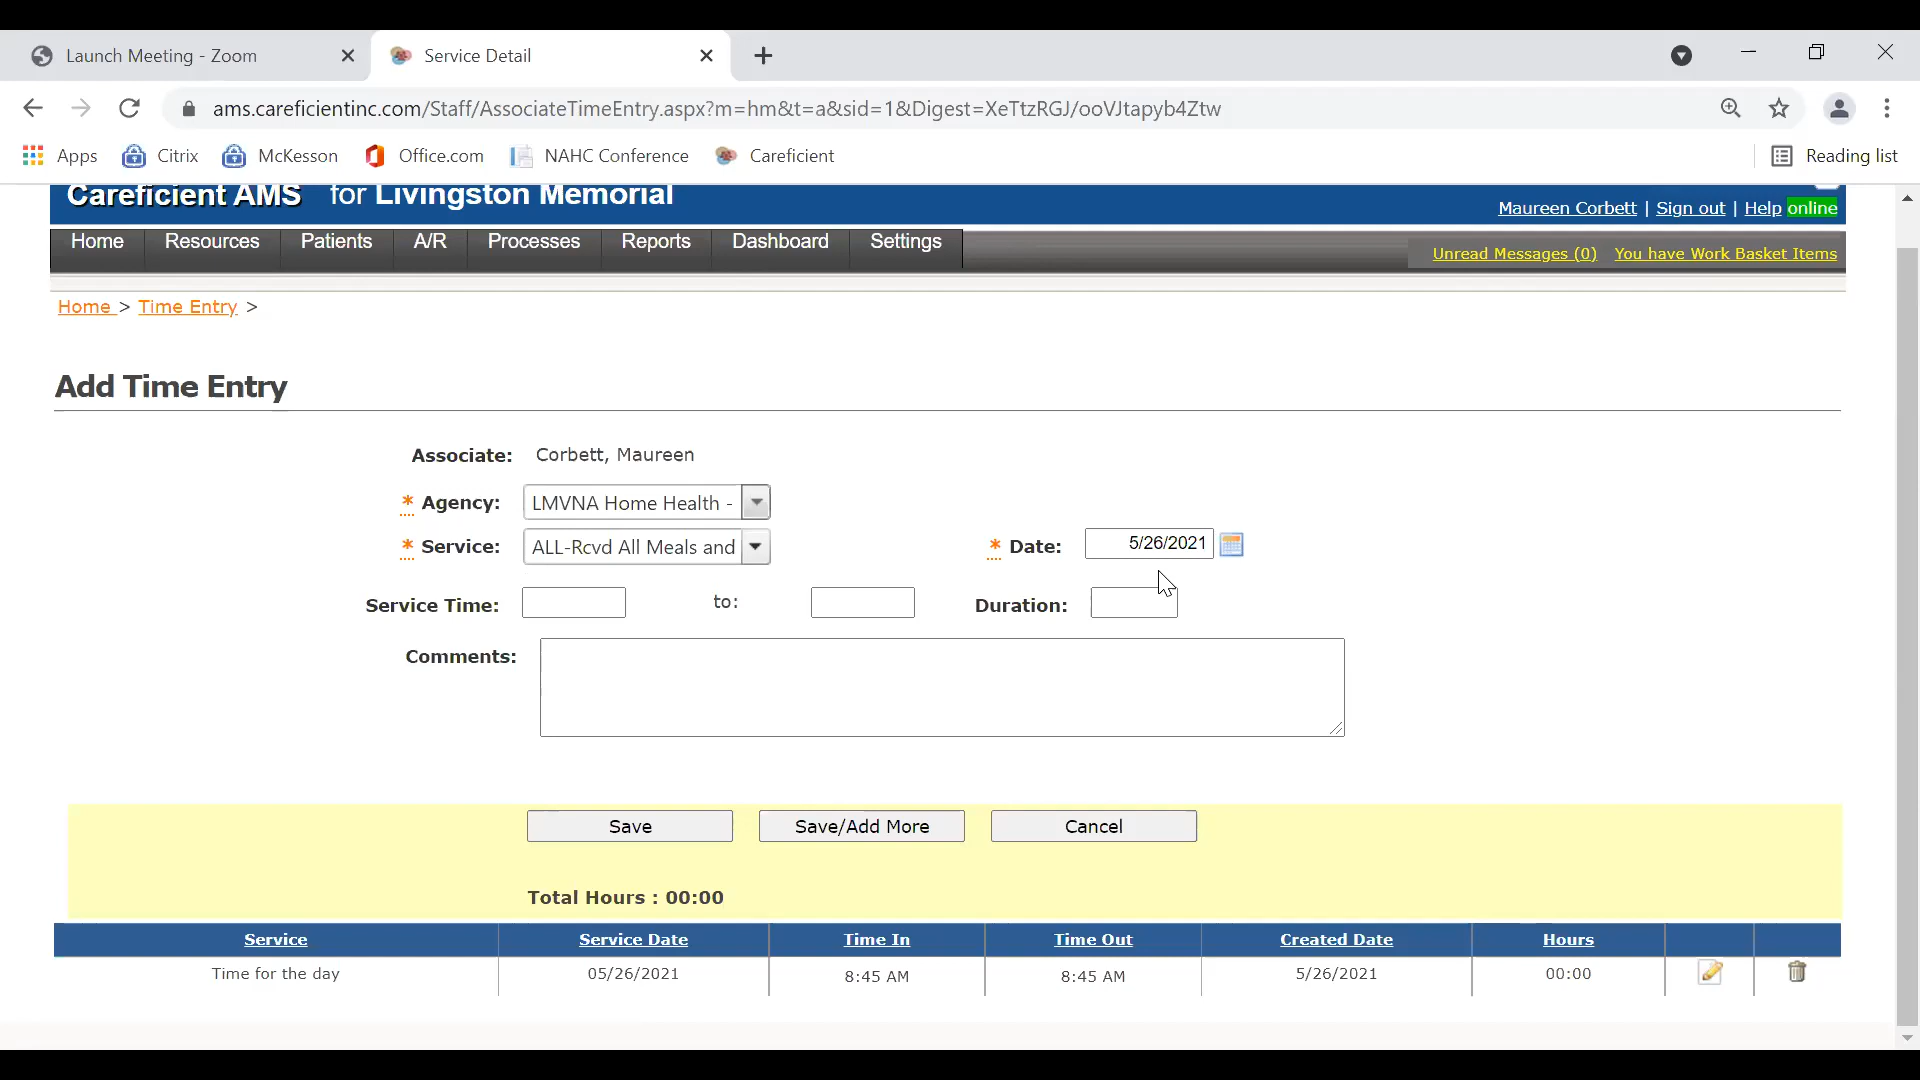 Launch Meeting - Zoom
Service Detail
ams.careficientinc.com/Staff/AssociateTimeEntry.aspx?m=hm&t=a&sid=1&Digest=XeTtzRGJ/ooVJtapyb4Ztw
Apps Citrix McKesson Office.com NAHC Conference Careficient Reading list
Careficient AMS for Livingston Memorial
Maureen Corbett | Sign out | Help online
Home Resources Patients A/R Processes Reports Dashboard Settings
Unread Messages (0) You have Work Basket Items
Home > Time Entry >
Add Time Entry
Associate: Corbett, Maureen
* Agency: LMVNA Home Health -
* Service: ALL-Rcvd All Meals and * Date: 5/26/2021
Service Time: to: Duration:
Comments:
Save Save/Add More Cancel
Total Hours : 00:00
Service Service Date Time In Time Out Created Date Hours
Time for the day 05/26/2021 8:45 AM 8:45 AM 5/26/2021 00:00